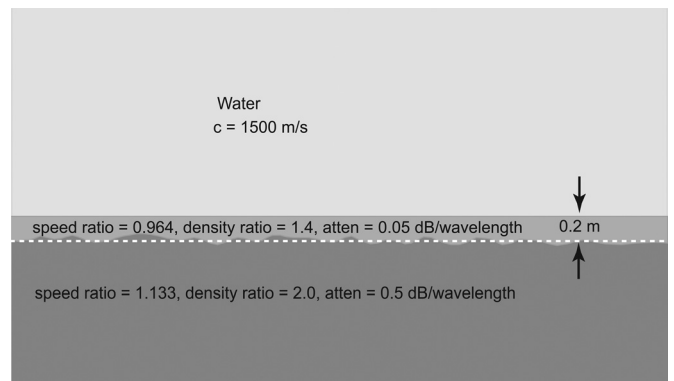 Water
c = 1500 m/s
speed ratio = 0.964, density ratio = 1.4, atten = 0.05 dB/wavelength
0.2 m
speed ratio = 1.133, density ratio = 2.0, atten = 0.5 dB/wavelength